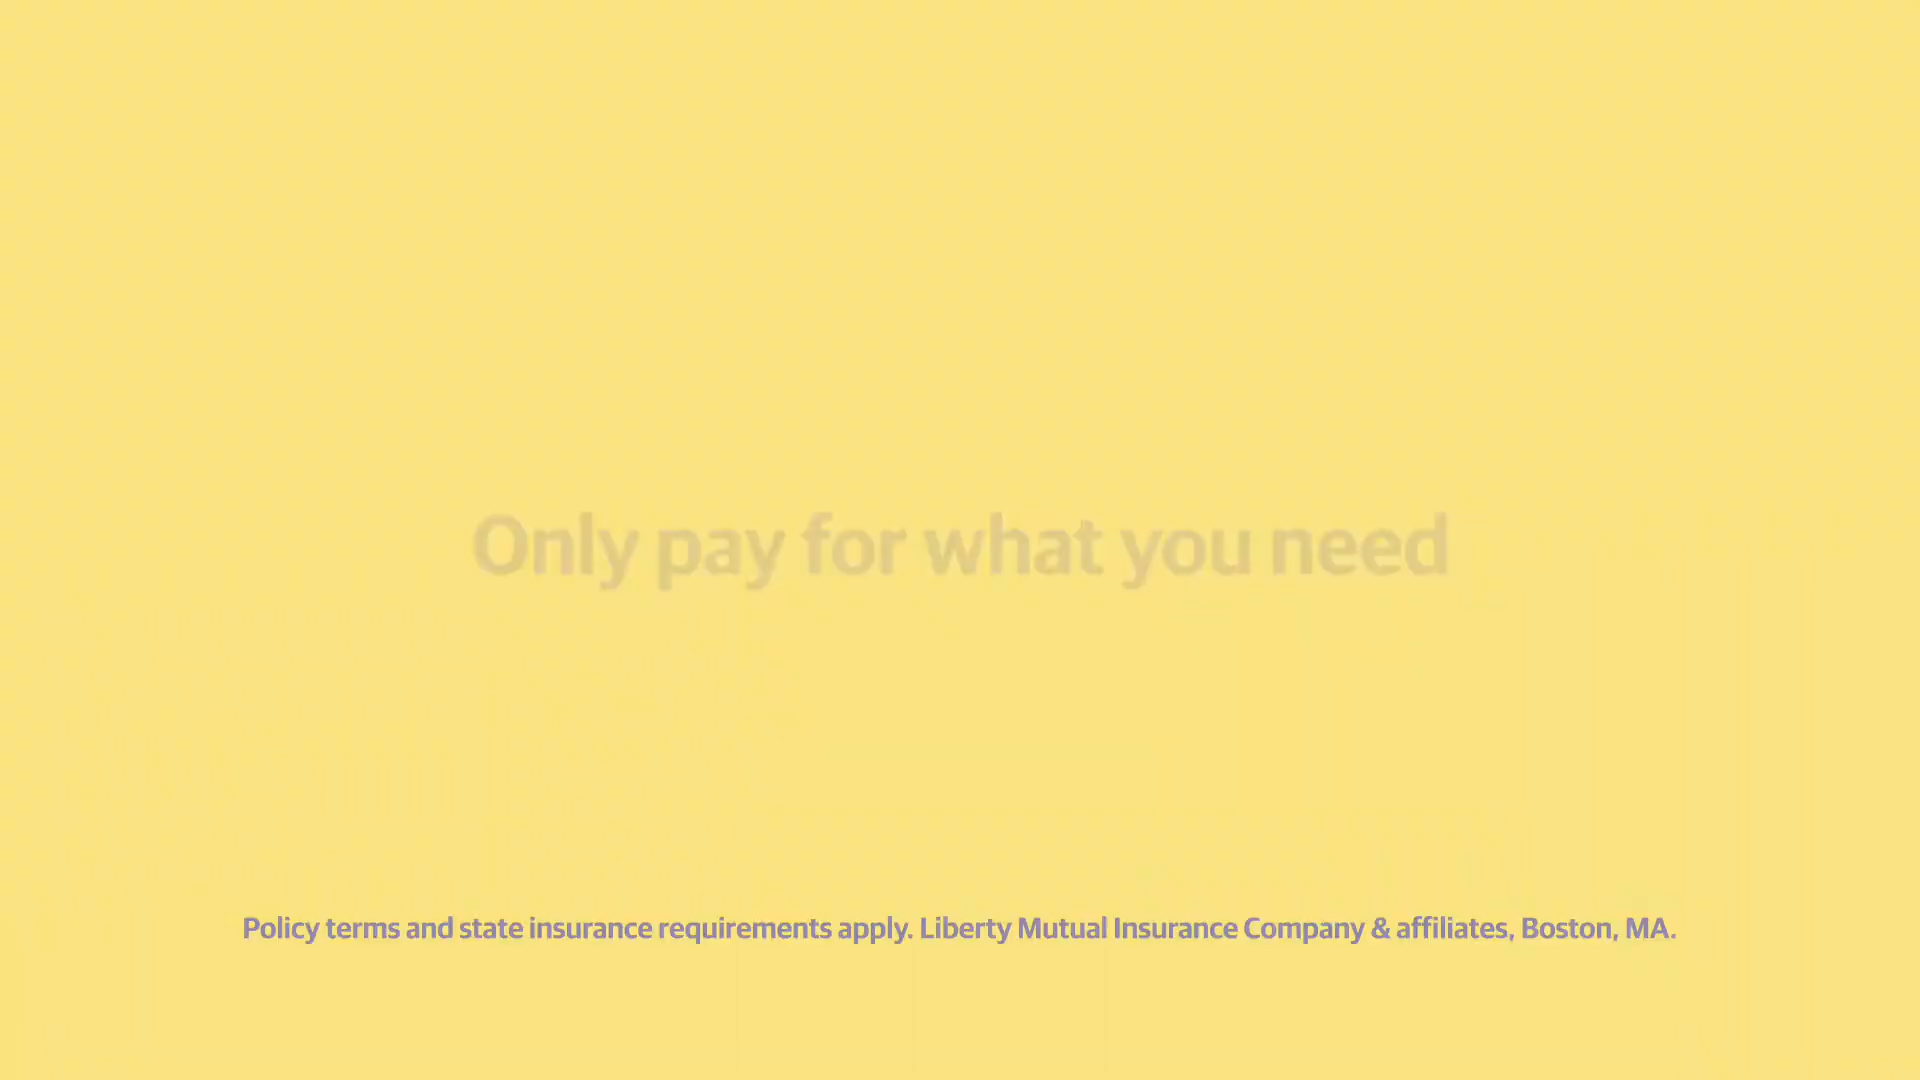 Only pay for what you need
Policy terms and state insurance requirements apply. Liberty Mutual Insurance Company & affiliates, Boston, MA.